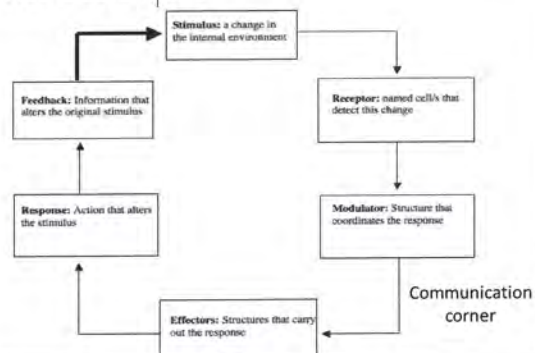 Stimulus: a change in
the internal environment
Receptor: named cell/s that
detect this change
Modulator: Structure that
coordinates the response
Communication
corner
Effectors: Structures that carry
out the response
Response: Action that alters
the stimulus
Feedback: Information that
alters the original stimulus